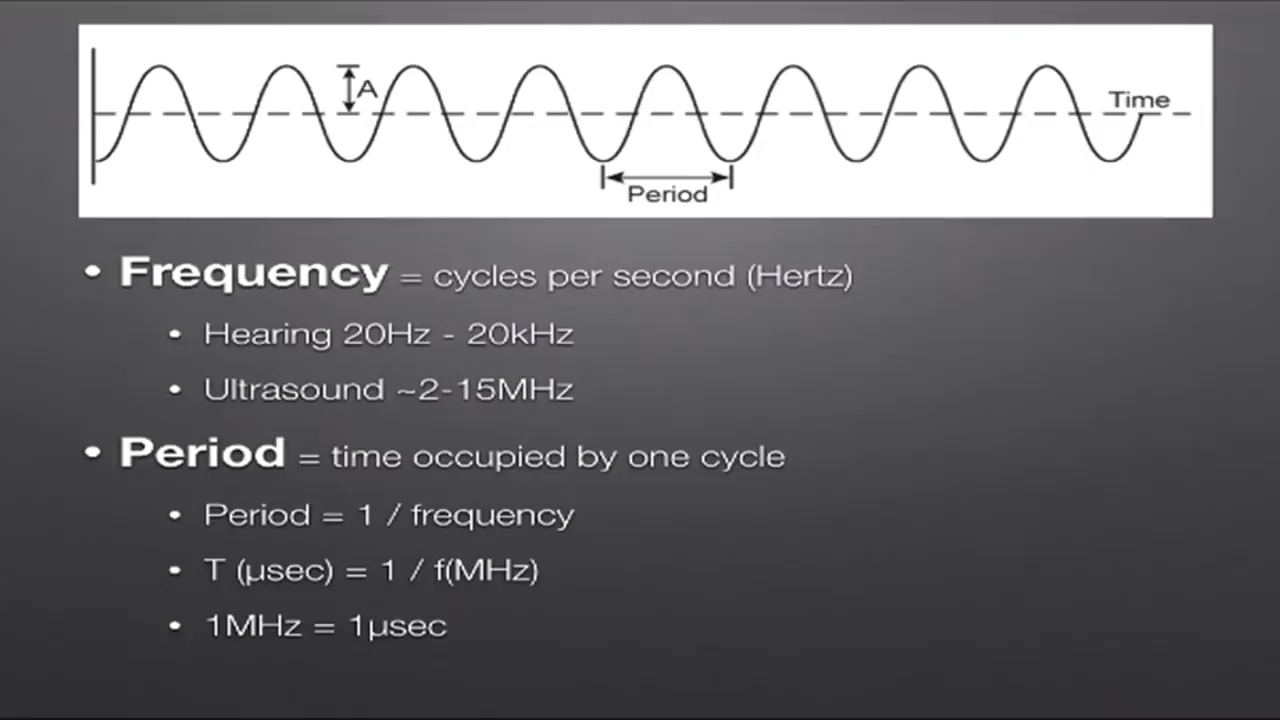 A
Time
Period
• Frequency = cycles per second (Hertz)
• Hearing 20Hz - 20kHz
• Ultrasound ~2-15MHz
• Period = time occupied by one cycle
• Period = 1 / frequency
• T (µsec) = 1 / f(MHz)
• 1MHz = 1µsec